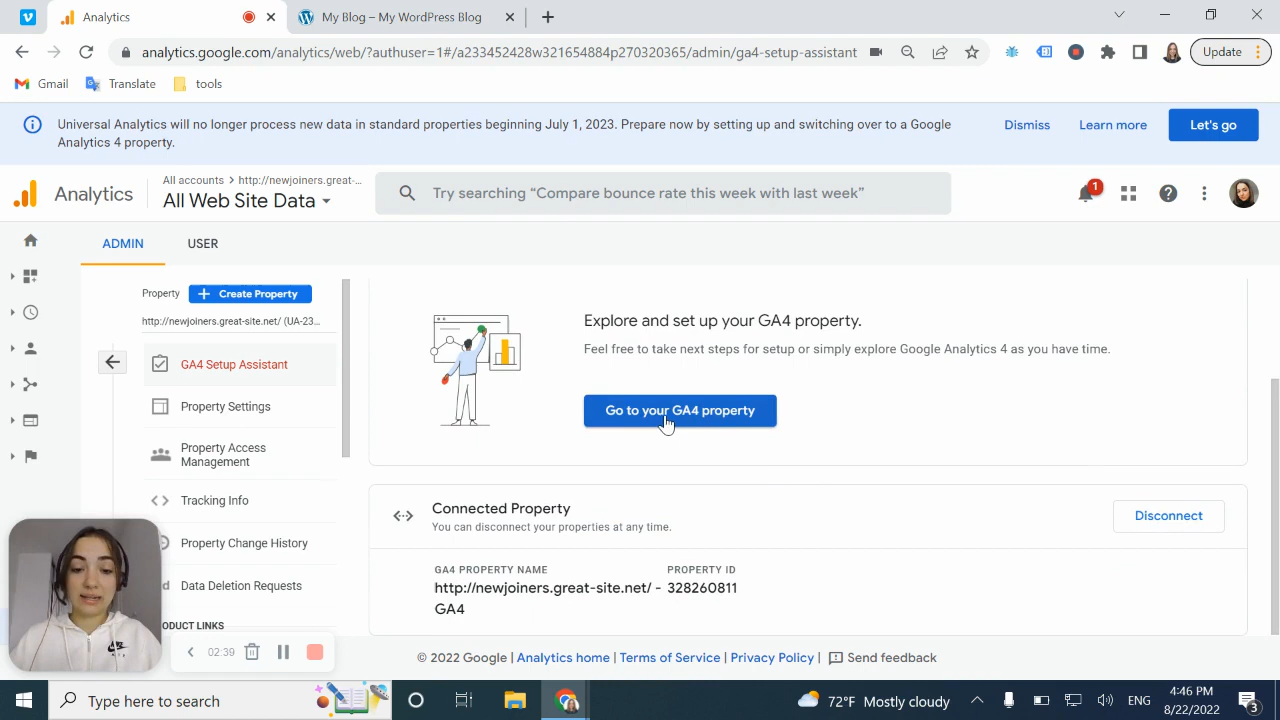 Analytics
My Blog – My WordPress Blog
analytics.google.com/analytics/web/?authuser=1#/a233452428w321654884p270320365/admin/ga4-setup-assistant
Update
Gmail
Translate
tools
Universal Analytics will no longer process new data in standard properties beginning July 1, 2023. Prepare now by setting up and switching over to a Google
Analytics 4 property.
Dismiss
Learn more
Let's go
Analytics
All accounts > http://newjoiners.great-...
All Web Site Data
Try searching “Compare bounce rate this week with last week”
1
ADMIN
USER
Property
+ Create Property
http://newjoiners.great-site.net/ (UA-23...
GA4 Setup Assistant
Property Settings
Property Access
Management
Tracking Info
Property Change History
Data Deletion Requests
PRODUCT LINKS
Explore and set up your GA4 property.
Feel free to take next steps for setup or simply explore Google Analytics 4 as you have time.
Go to your GA4 property
Connected Property
You can disconnect your properties at any time.
Disconnect
GA4 PROPERTY NAME
PROPERTY ID
http://newjoiners.great-site.net/ -
GA4
328260811
02:39
© 2022 Google | Analytics home | Terms of Service | Privacy Policy | Send feedback
Type here to search
72°F Mostly cloudy
ENG
4:46 PM
8/22/2022
3